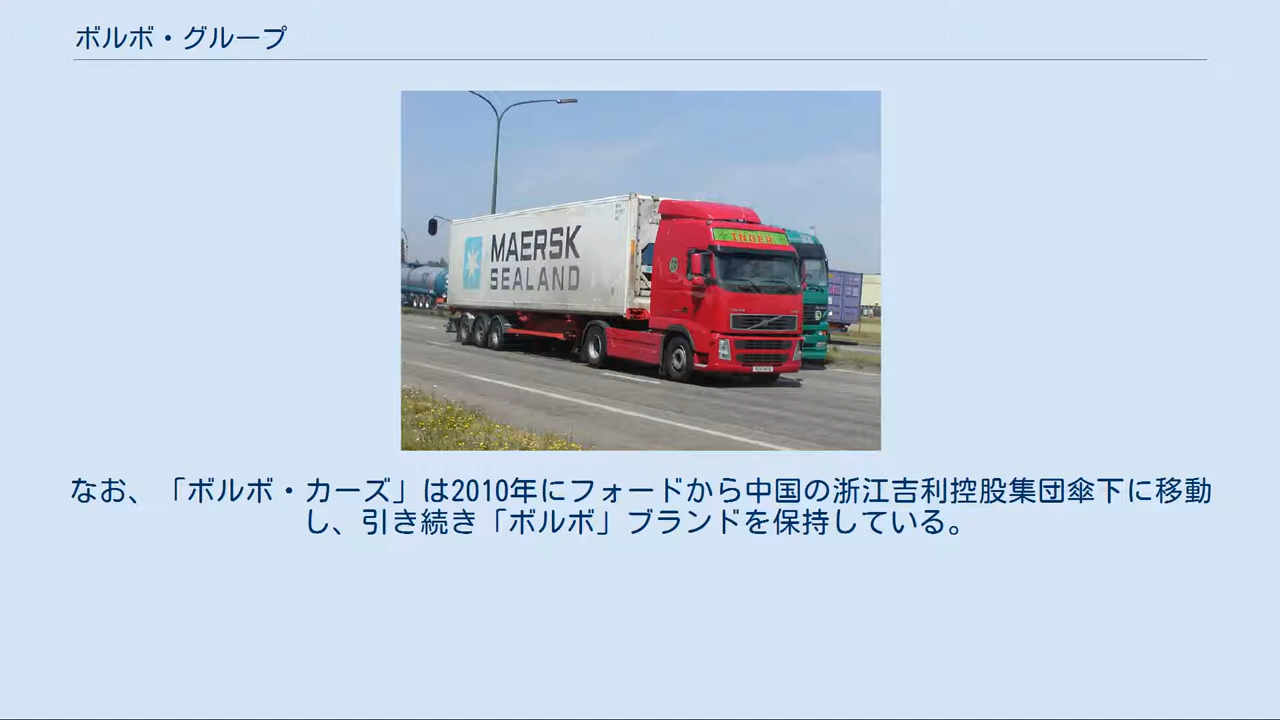 ボルボ・グループ
MAERSK
SEALAND
なお、「ボルボ・カーズ」は2010年にフォードから中国の浙江吉利控股集団傘下に移動
し、引き続き「ボルボ」ブランドを保持している。